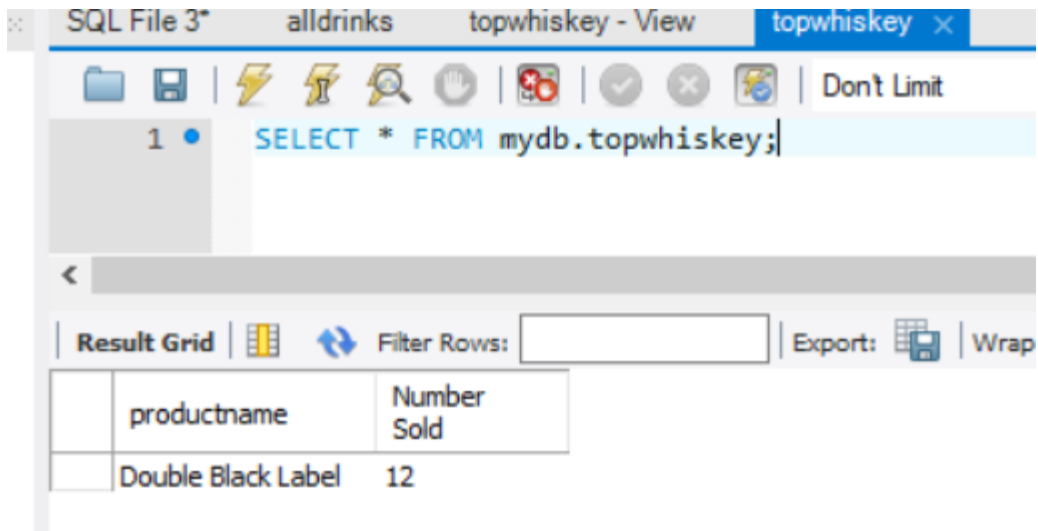 SQL File 3* alldrinks topwhiskey - View topwhiskey
Don't Limit
1 SELECT * FROM mydb.topwhiskey;
Result Grid Filter Rows: Export: Wrap
productname Number
Sold
Double Black Label 12